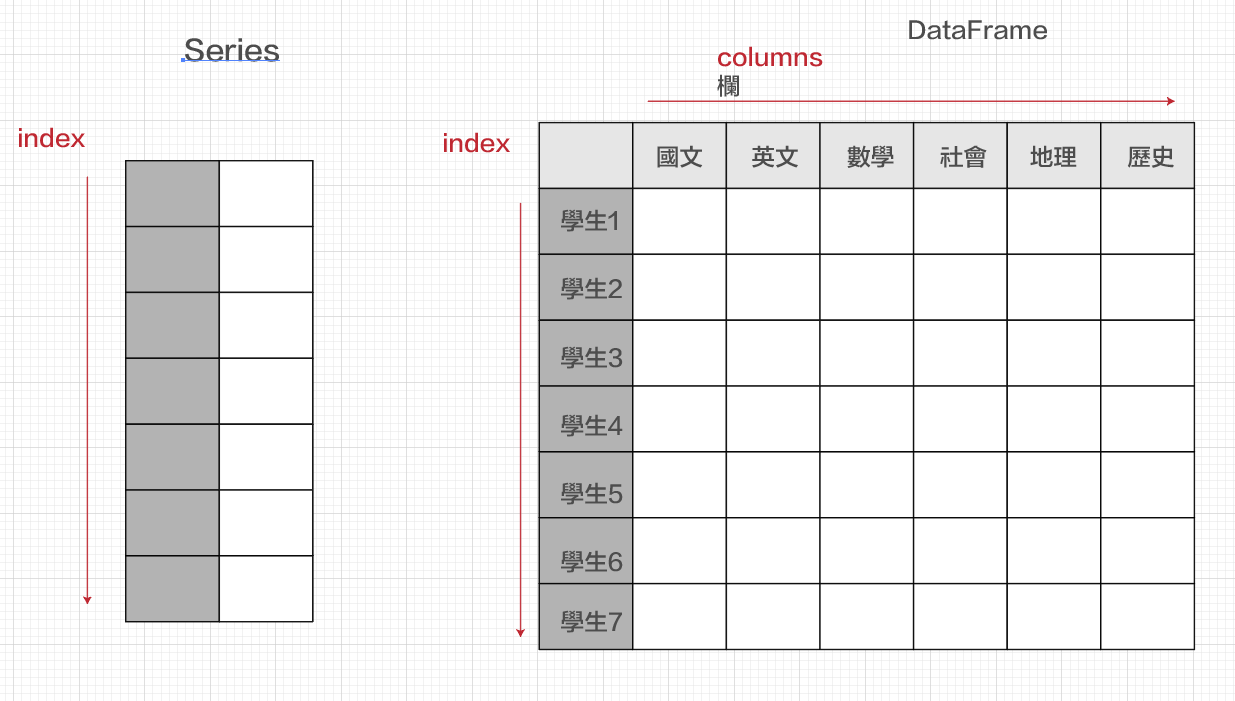 Series
index
DataFrame
columns
欄
index
國文 英文 數學 社會 地理 歷史
學生1
學生2
學生3
學生4
學生5
學生6
學生7